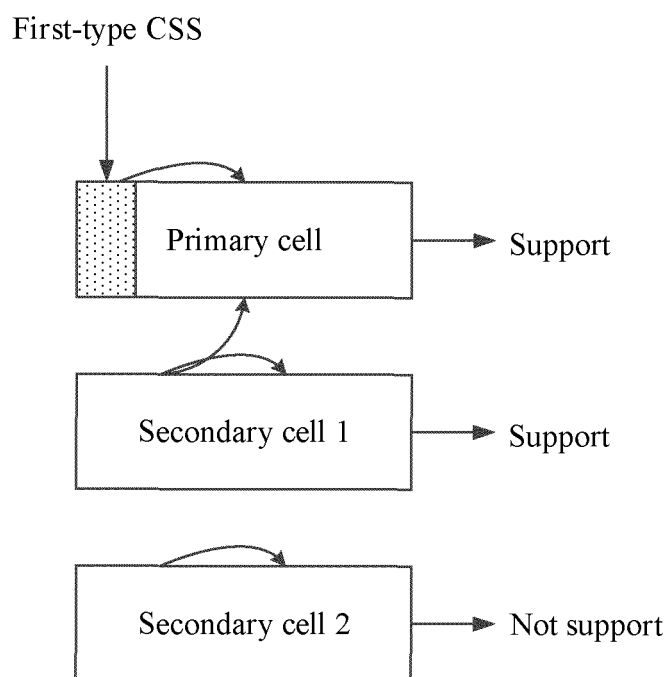 First-type CSS
Primary cell
Support
Secondary cell 1
Support
Secondary cell 2
Not support